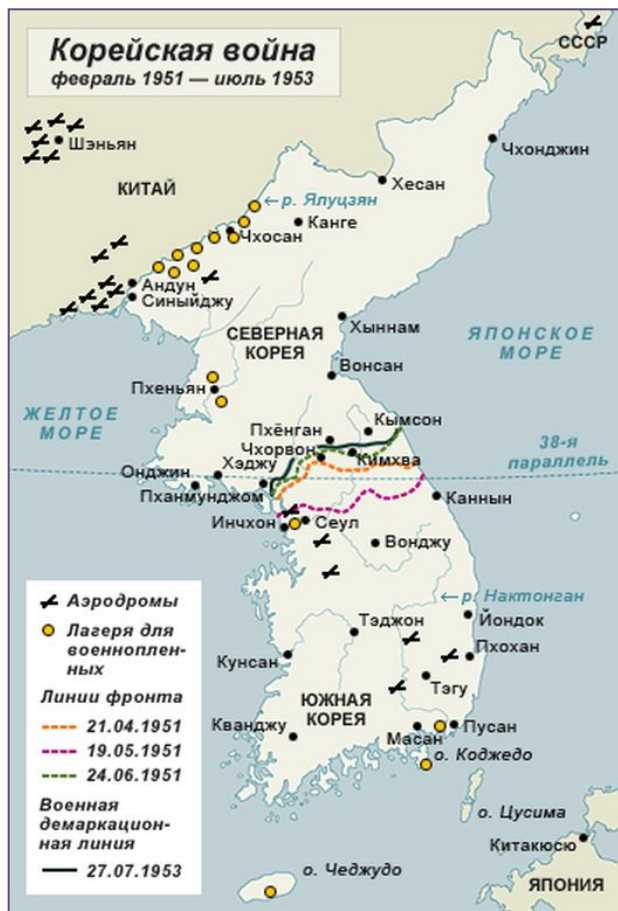 Корейская война
февраль 1951 — июль 1953
СССР
Шэньян
Чхонджин
КИТАЙ
← р. Ялуцзян
Хесан
Канге
Чхосан
Андун
Синыйджу
Хыннам
СЕВЕРНАЯ
КОРЕЯ
ЯПОНСКОЕ
МОРЕ
Вонсан
Пхеньян
ЖЕЛТОЕ
МОРЕ
Кымсон
Пхёнган
Чхорвон
Кимхва
38-я
параллель
Онджин
Хэджу
Пханмунджом
Каннын
Инчхон
Сеул
Вонджу
← р. Нактонган
Йондок
Тэджон
Пхохан
Кунсан
Тэгу
ЮЖНАЯ
КОРЕЯ
Кванджу
Масан
Пусан
о. Коджедо
о. Цусима
Китакюсю
о. Чеджудо
ЯПОНИЯ
Аэродромы
Лагеря для
военноплен-
ных
Линии фронта
21.04.1951
19.05.1951
24.06.1951
Военная
демаркацион-
ная линия
27.07.1953